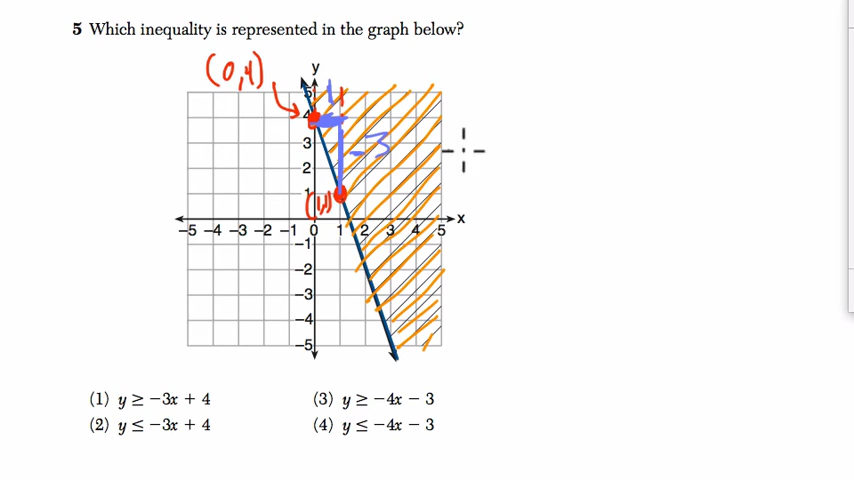 5 Which inequality is represented in the graph below?
(0,4)
y
1
5
4
3
-3
2
1
(1,1)
x
−5 −4 −3 −2 −1 0 1 2 3 4 5
−1
−2
−3
−4
−5
(1) y ≥ −3x + 4 (3) y ≥ −4x − 3
(2) y ≤ −3x + 4 (4) y ≤ −4x − 3